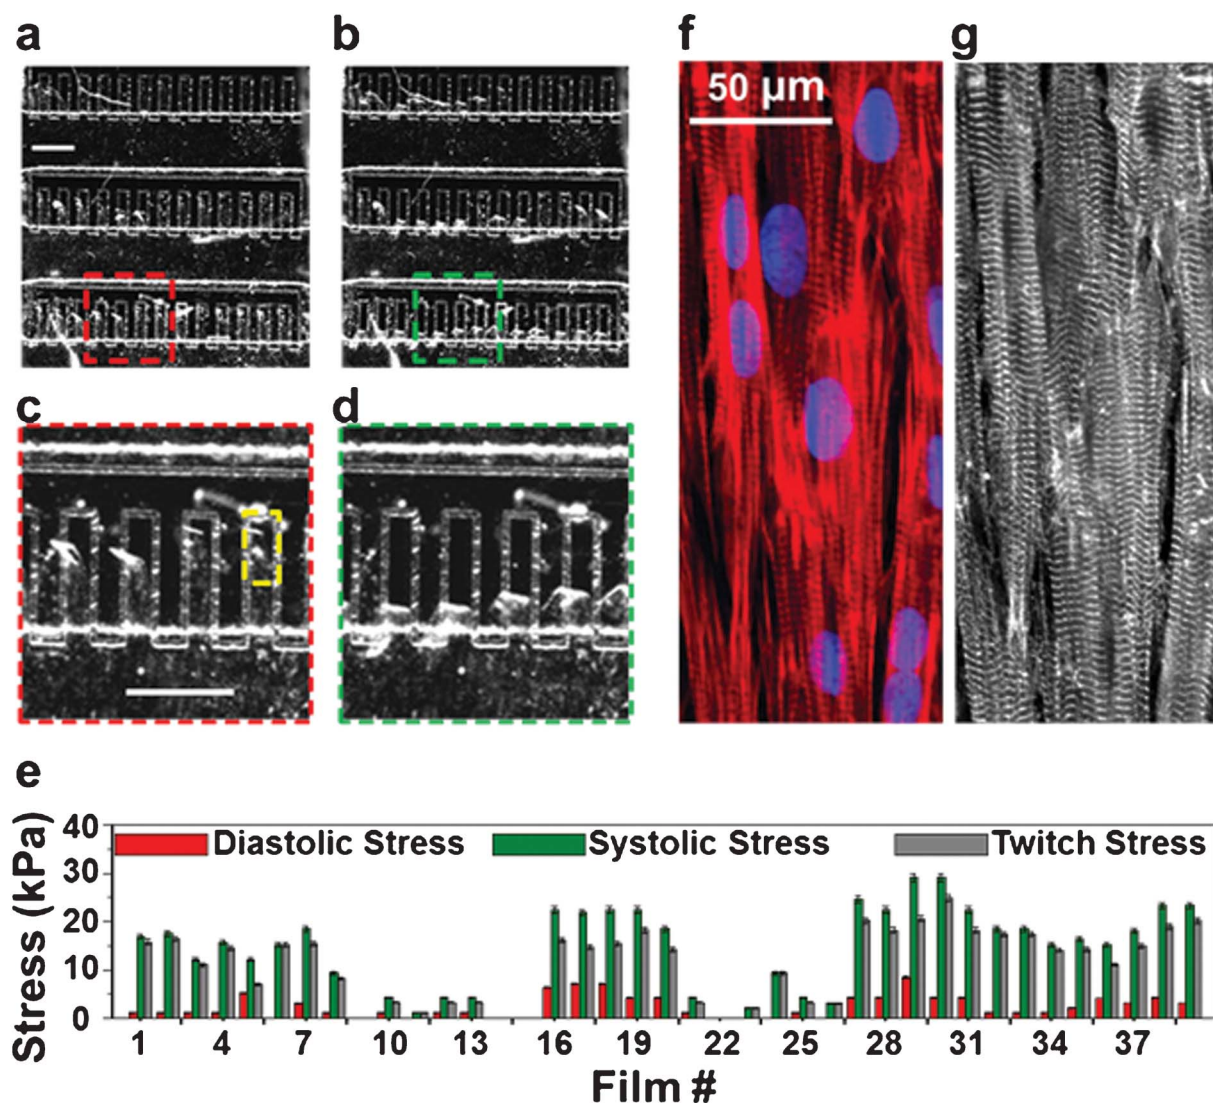 a
b
f
g
50 μm
c
d
e
Stress (kPa)
40
30
20
10
0
Diastolic Stress
Systolic Stress
Twitch Stress
1 4 7 10 13 16 19 22 25 28 31 34 37
Film #